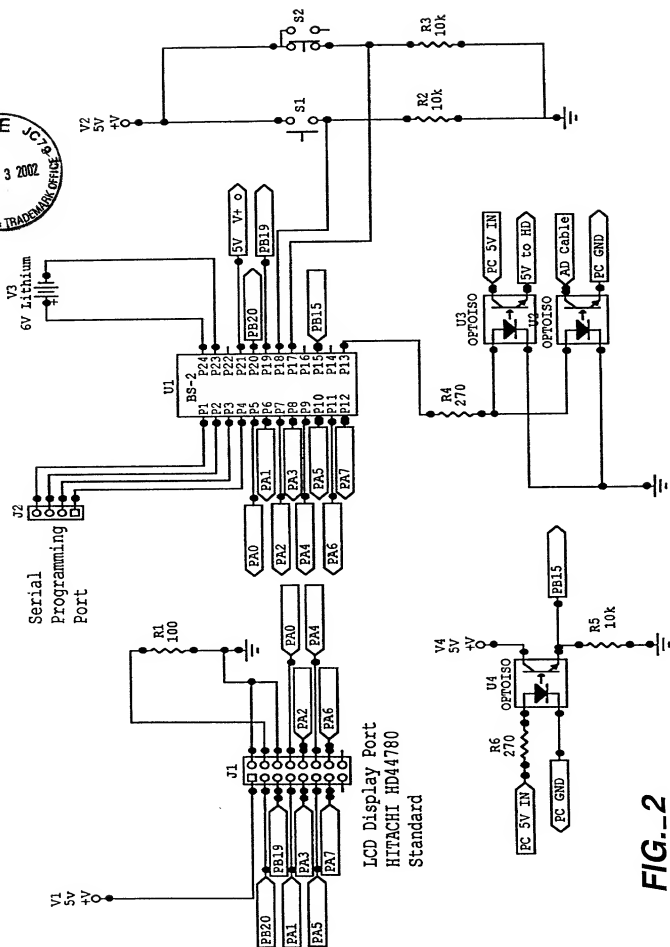 E JC79
3 2002
TRADEMARK OFFICE
V3
6V Lithium
V2
5V
+V
S2
S1
R3
10k
R2
10k
J2
Serial
Programming
Port
U1
BS-2
P1 P24
P2 P23
P3 P22
P4 P21
P5 P20
P6 P19
P7 P18
P8 P17
P9 P16
P10 P15
P11 P14
P12 P13
5V V+
PB20
PB19
PB15
PA0
PA1
PA2
PA3
PA4
PA5
PA6
PA7
R1
100
V1
5v
+V
J1
PB20
PB19
PA1
PA3
PA5
PA7
PA0
PA2
PA4
PA6
LCD Display Port
HITACHI HD44780
Standard
R4
270
U3
OPTOISO
PC 5V IN
5V to HD
U2
OPTOISO
AD Cable
PC GND
V4
5V
+V
U4
OPTOISO
R6
270
PC 5V IN
PC GND
PB15
R5
10k
FIG._2